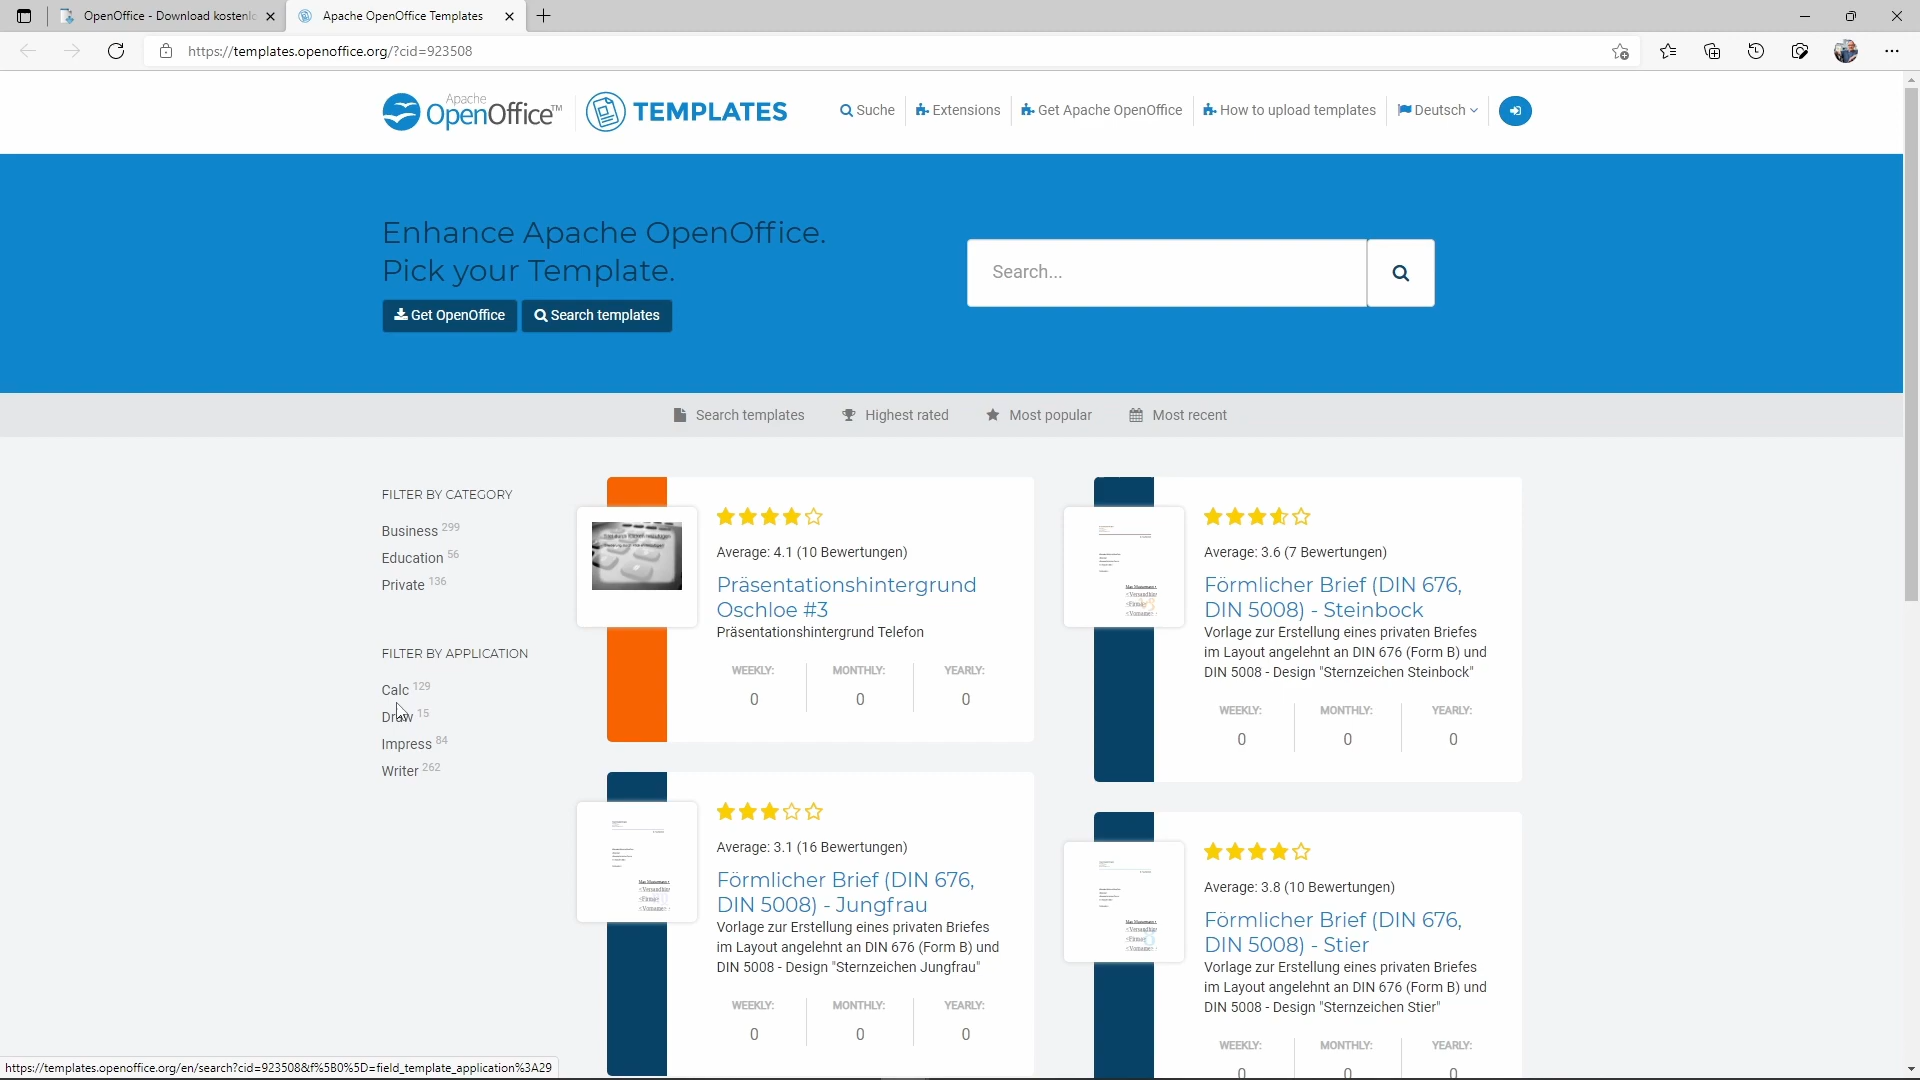 OpenOffice - Download kostenlo
Apache OpenOffice Templates
https://templates.openoffice.org/?cid=923508
Apache
OpenOffice™
TEMPLATES
Suche
Extensions
Get Apache OpenOffice
How to upload templates
Deutsch
Enhance Apache OpenOffice.
Pick your Template.
Get OpenOffice
Search templates
Search...
Search templates
Highest rated
Most popular
Most recent
FILTER BY CATEGORY
Business 299
Education 56
Private 136
FILTER BY APPLICATION
Calc 129
Draw 15
Impress 84
Writer 262
Average: 4.1 (10 Bewertungen)
Präsentationshintergrund
Oschloe #3
Präsentationshintergrund Telefon
WEEKLY: MONTHLY: YEARLY:
0 0 0
Average: 3.6 (7 Bewertungen)
Förmlicher Brief (DIN 676,
DIN 5008) - Steinbock
Vorlage zur Erstellung eines privaten Briefes
im Layout angelehnt an DIN 676 (Form B) und
DIN 5008 - Design "Sternzeichen Steinbock"
WEEKLY: MONTHLY: YEARLY:
0 0 0
Average: 3.1 (16 Bewertungen)
Förmlicher Brief (DIN 676,
DIN 5008) - Jungfrau
Vorlage zur Erstellung eines privaten Briefes
im Layout angelehnt an DIN 676 (Form B) und
DIN 5008 - Design "Sternzeichen Jungfrau"
WEEKLY: MONTHLY: YEARLY:
0 0 0
Average: 3.8 (10 Bewertungen)
Förmlicher Brief (DIN 676,
DIN 5008) - Stier
Vorlage zur Erstellung eines privaten Briefes
im Layout angelehnt an DIN 676 (Form B) und
DIN 5008 - Design "Sternzeichen Stier"
WEEKLY: MONTHLY: YEARLY:
0 0 0
https://templates.openoffice.org/en/search?cid=923508&f%5B0%5D=field_template_application%3A29